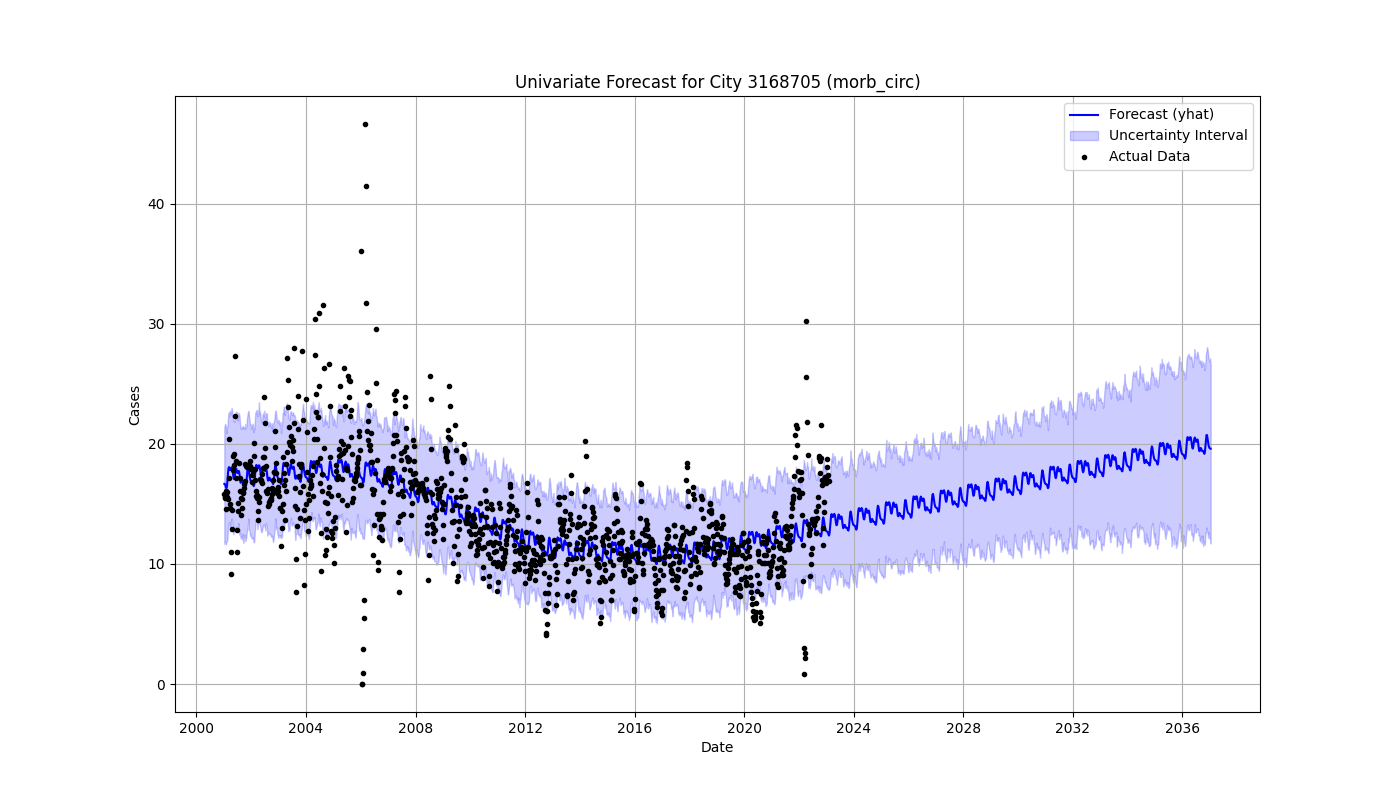 Univariate Forecast for City 3168705 (morb_circ)
Forecast (yhat)
Uncertainty Interval
Actual Data
Cases
40
30
20
10
0
2000 2004 2008 2012 2016 2020 2024 2028 2032 2036
Date